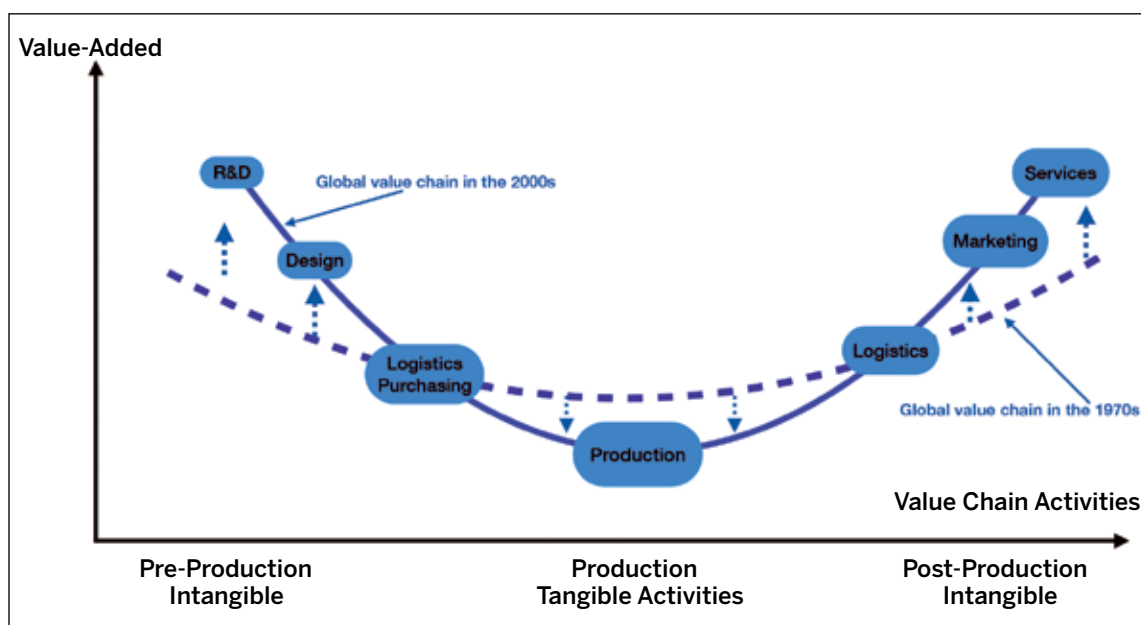 Value-Added
R&D
Global value chain in the 2000s
Services
Marketing
Design
Logistics
Logistics
Purchasing
Global value chain in the 1970s
Production
Value Chain Activities
Pre-Production
Intangible
Production
Tangible Activities
Post-Production
Intangible